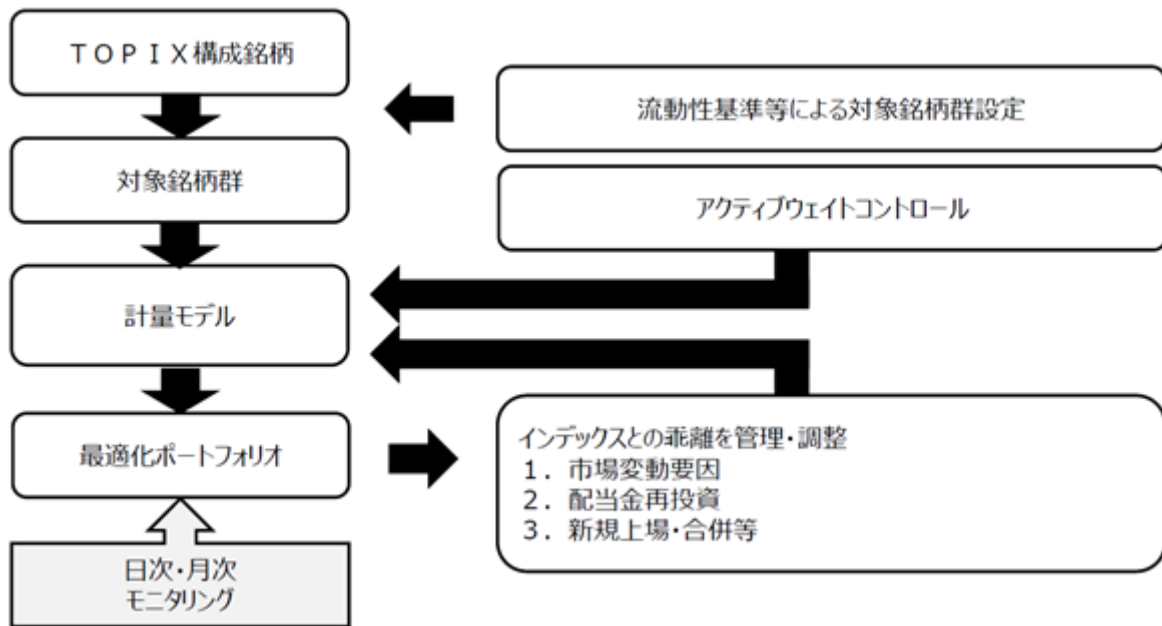 ＴＯＰＩＸ構成銘柄
流動性基準等による対象銘柄群設定
対象銘柄群
アクティブウェイトコントロール
計量モデル
最適化ポートフォリオ
インデックスとの乖離を管理・調整
１．市場変動要因
２．配当金再投資
３．新規上場・合併等
日次・月次
モニタリング